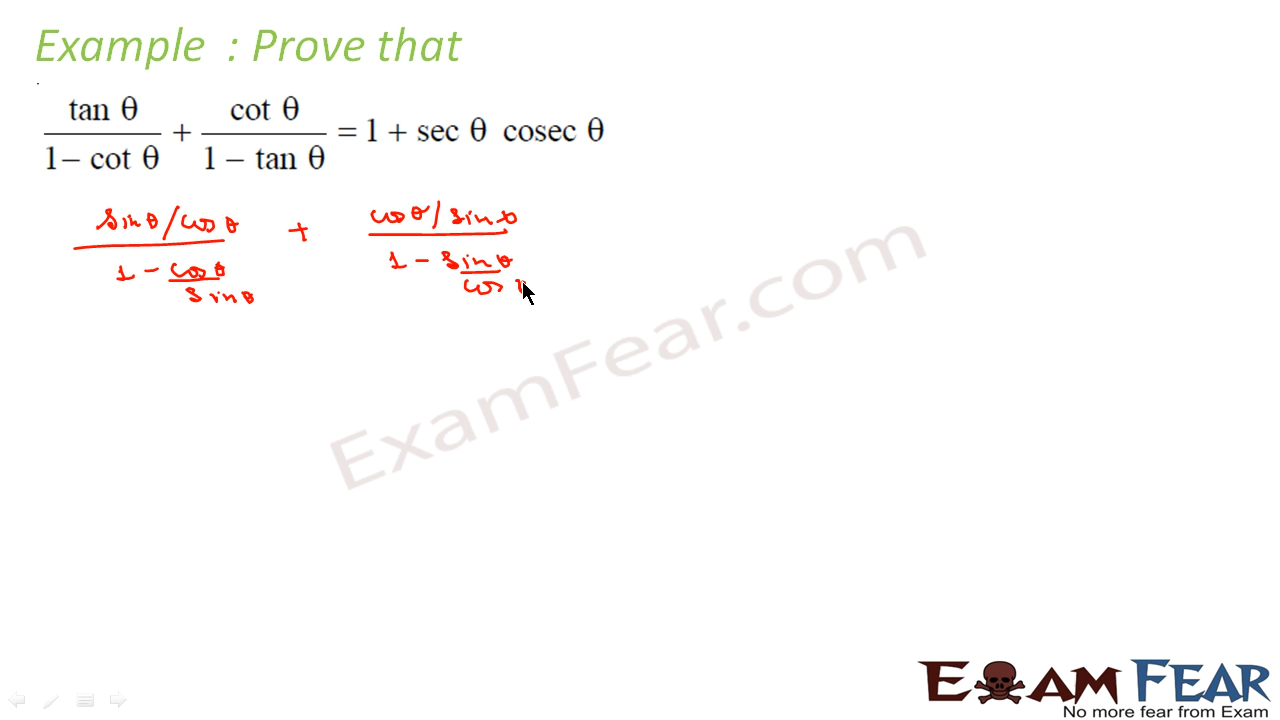 Example : Prove that
tan θ / 1– cot θ + cot θ / 1 – tan θ = 1 + sec θ cosec θ
sinθ/cosθ + cosθ/sinθ
1 - cosθ 1 - sinθ
sinθ cos
ExamFear.com
EXAM FEAR
No more fear from Exam